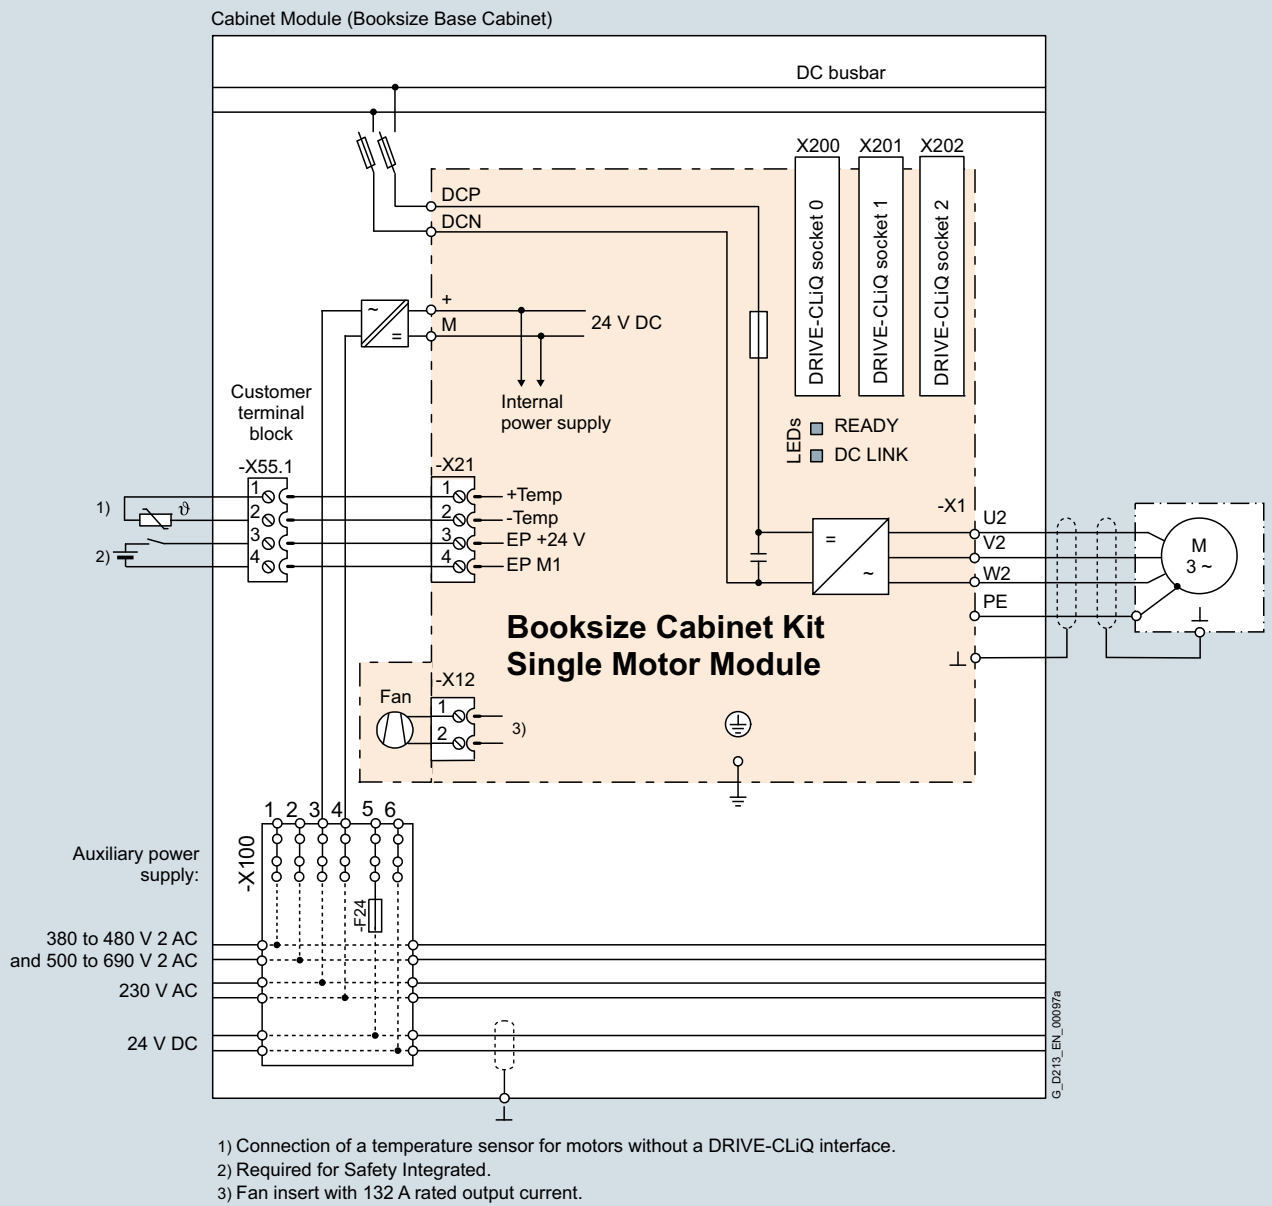 Cabinet Module (Booksize Base Cabinet)
DC busbar
X200
X201
X202
DRIVE-CLiQ socket 0
DRIVE-CLiQ socket 1
DRIVE-CLiQ socket 2
DCP
DCN
+
M
24 V DC
~
=
Internal
power supply
LEDs
READY
DC LINK
Customer
terminal
block
-X55.1
1
2
3
4
-X21
1
2
3
4
+Temp
-Temp
EP +24 V
EP M1
1)
ϑ
2)
-X1
U2
V2
W2
PE
=
~
M
3 ~
Booksize Cabinet Kit
Single Motor Module
Fan
-X12
1
2
3)
1 2 3 4 5 6
-X100
-F24
Auxiliary power
supply:
380 to 480 V 2 AC
and 500 to 690 V 2 AC
230 V AC
24 V DC
G_D213_EN_00097a
1) Connection of a temperature sensor for motors without a DRIVE-CLiQ interface.
2) Required for Safety Integrated.
3) Fan insert with 132 A rated output current.